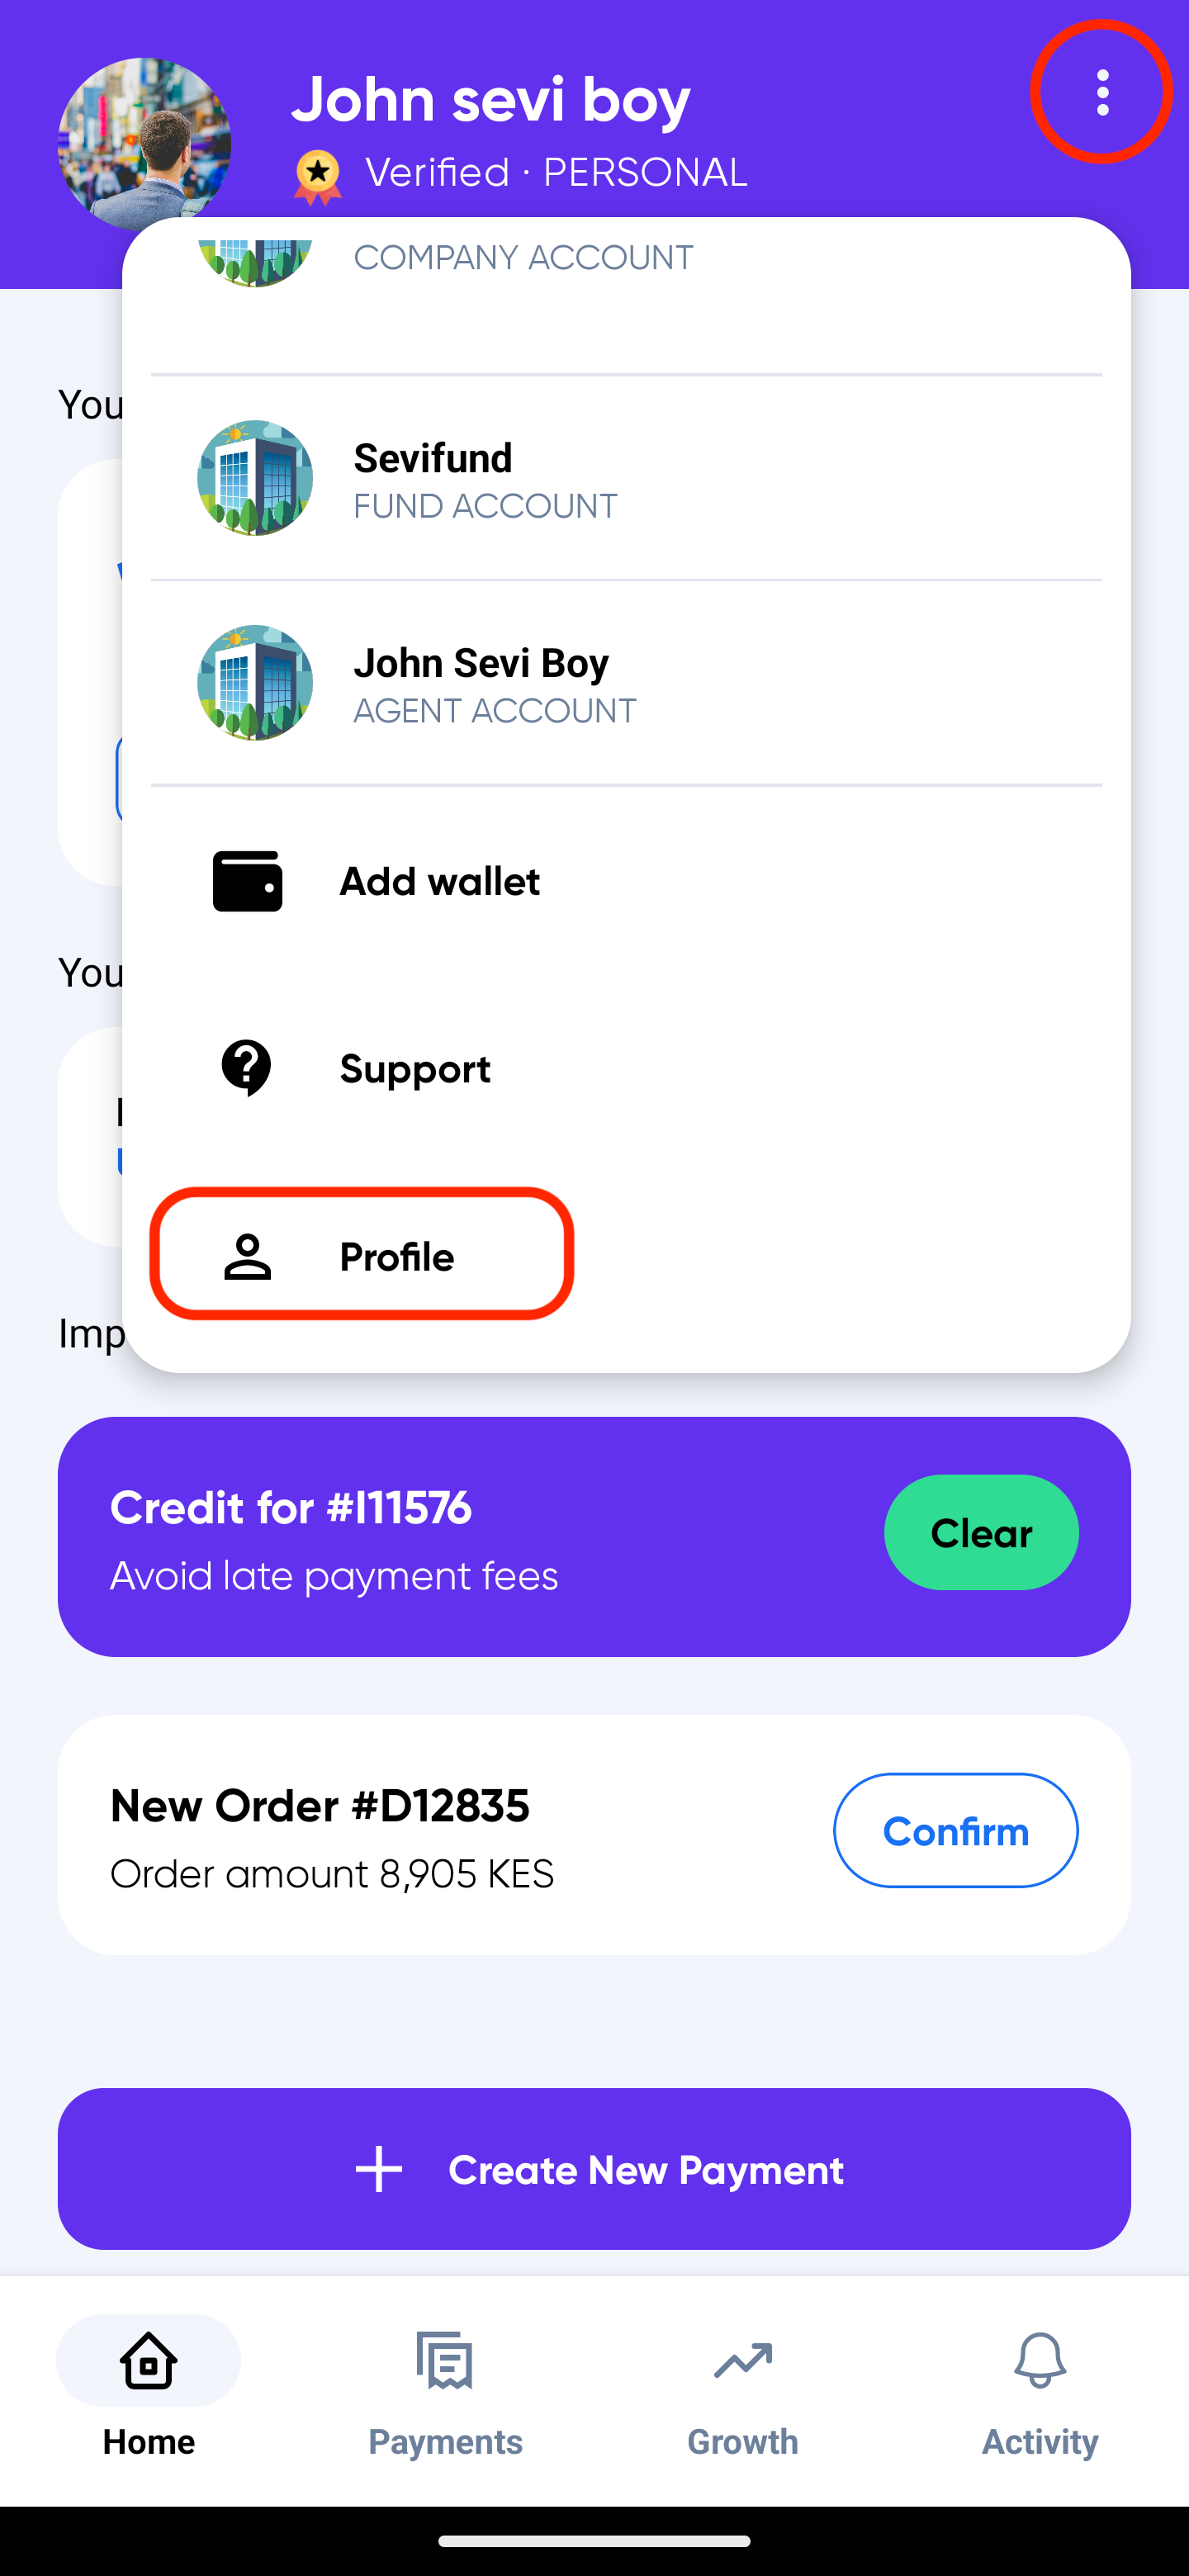 John sevi boy
Verified · PERSONAL
COMPANY ACCOUNT
You
Sevifund
FUND ACCOUNT
John Sevi Boy
AGENT ACCOUNT
Add wallet
You
Support
Profile
Imp
Credit for #I11576
Avoid late payment fees
Clear
New Order #D12835
Order amount 8,905 KES
Confirm
Create New Payment
Home
Payments
Growth
Activity